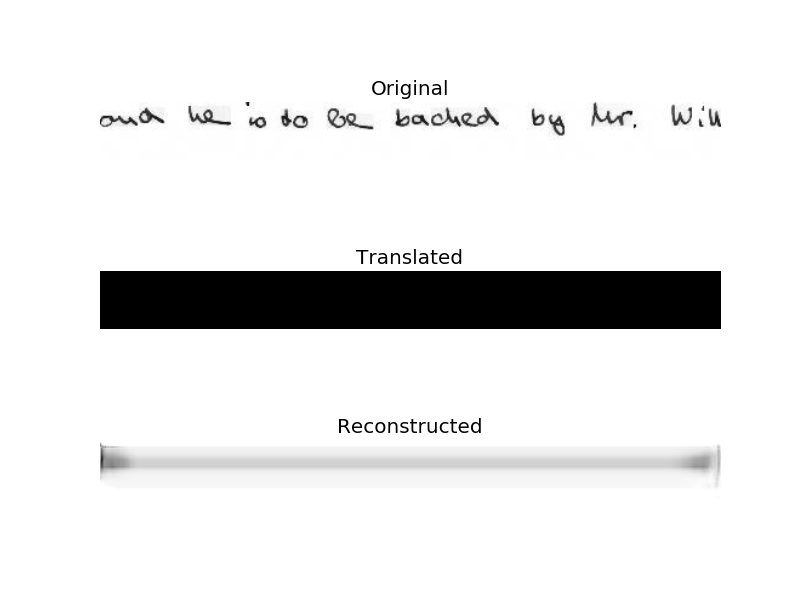 Original
and he is to be backed by Mr. Will
Translated
Reconstructed